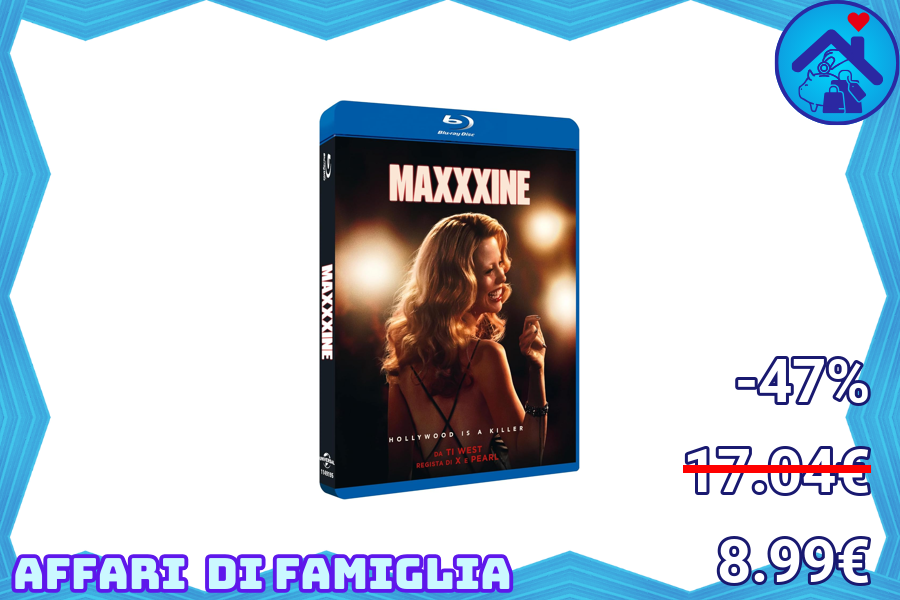 Blu-ray Disc
MAXXXINE
MAXXXINE
HOLLYWOOD IS A KILLER
DA TI WEST
REGISTA DI X E PEARL
UNIVERSAL
-47%
17.04€
8.99€
AFFARI DI FAMIGLIA